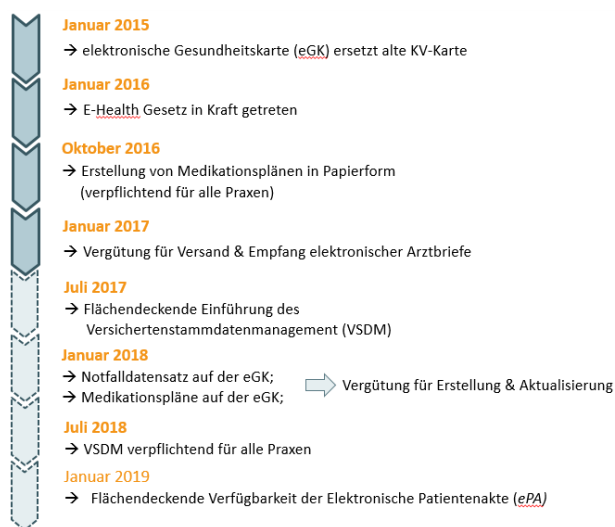 Januar 2015
→ elektronische Gesundheitskarte (eGK) ersetzt alte KV-Karte
Januar 2016
→ E-Health Gesetz in Kraft getreten
Oktober 2016
→ Erstellung von Medikationsplänen in Papierform
(verpflichtend für alle Praxen)
Januar 2017
→ Vergütung für Versand & Empfang elektronischer Arztbriefe
Juli 2017
→ Flächendeckende Einführung des
Versichertenstammdatenmanagement (VSDM)
Januar 2018
→ Notfalldatensatz auf der eGK;
→ Medikationspläne auf der eGK;
Vergütung für Erstellung & Aktualisierung
Juli 2018
→ VSDM verpflichtend für alle Praxen
Januar 2019
→ Flächendeckende Verfügbarkeit der Elektronische Patientenakte (ePA)